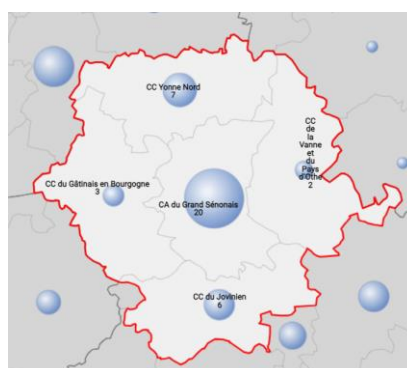 CC Yonne Nord
7
CC
de
la
Vanne
et
du
Pays
d'Othe
2
CC du Gâtinais en Bourgogne
3
CA du Grand Sénonais
20
CC du Jovinien
6